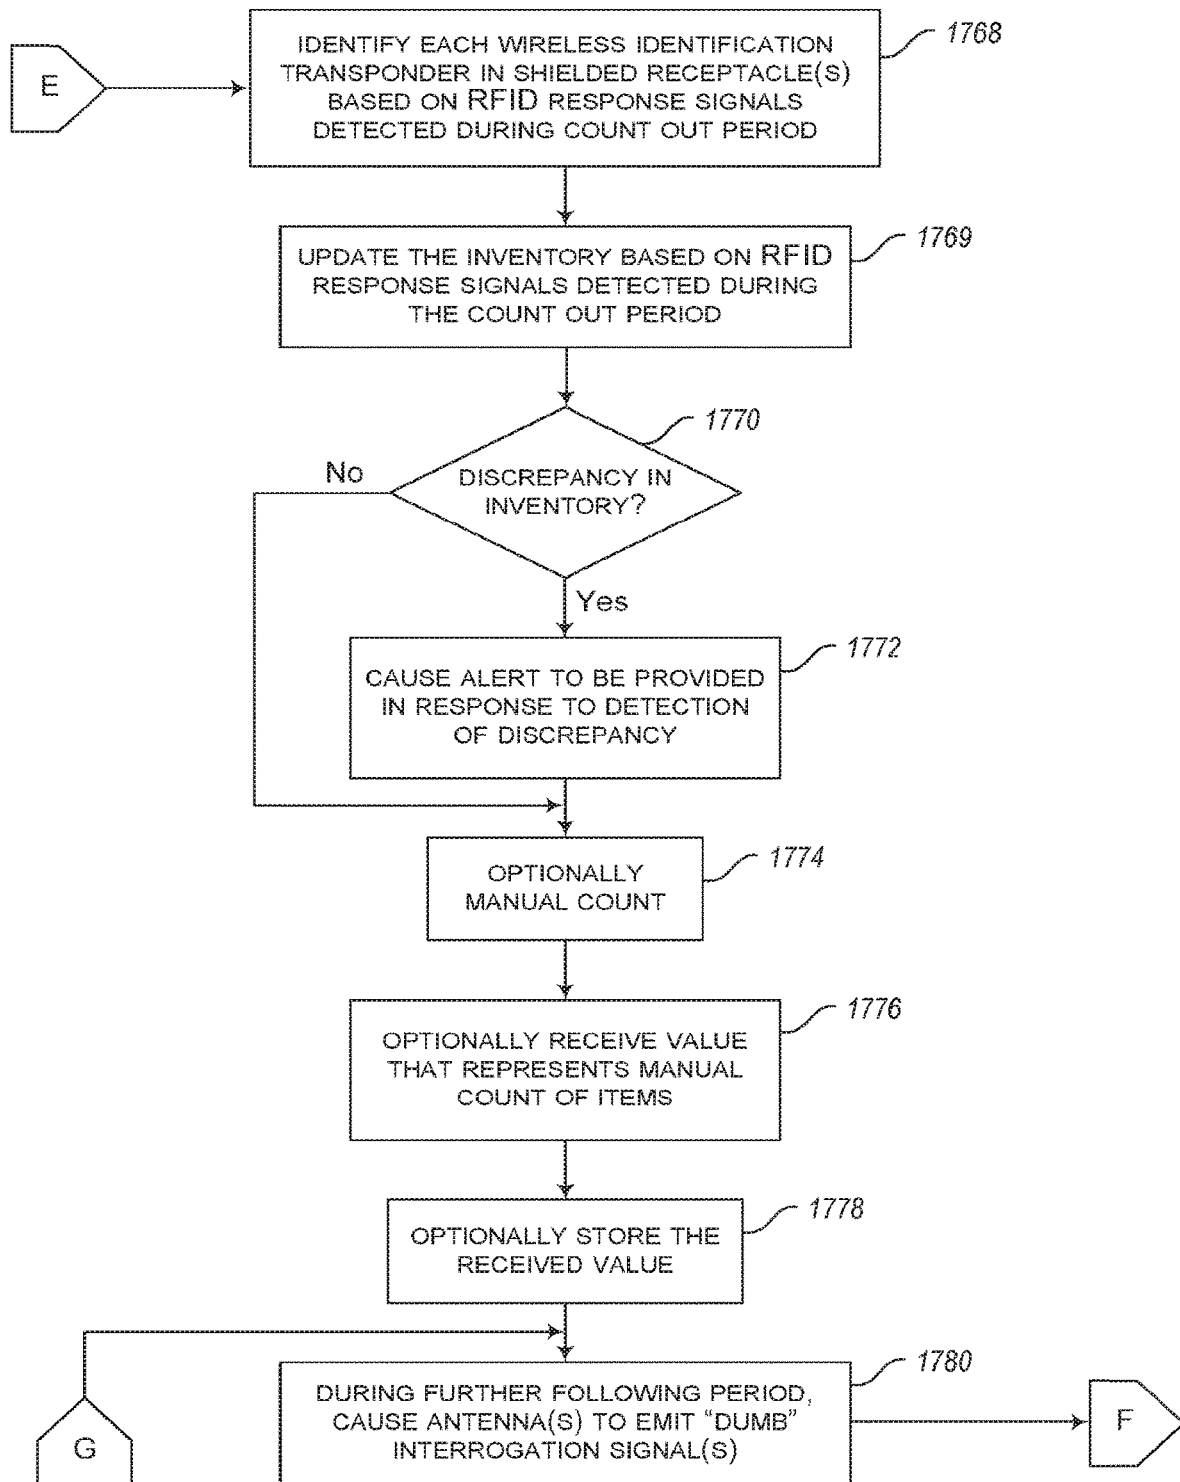 E
IDENTIFY EACH WIRELESS IDENTIFICATION
TRANSPONDER IN SHIELDED RECEPTACLE(S)
BASED ON RFID RESPONSE SIGNALS
DETECTED DURING COUNT OUT PERIOD
1768
UPDATE THE INVENTORY BASED ON RFID
RESPONSE SIGNALS DETECTED DURING
THE COUNT OUT PERIOD
1769
DISCREPANCY IN
INVENTORY?
1770
No
Yes
CAUSE ALERT TO BE PROVIDED
IN RESPONSE TO DETECTION
OF DISCREPANCY
1772
OPTIONALLY
MANUAL COUNT
1774
OPTIONALLY RECEIVE VALUE
THAT REPRESENTS MANUAL
COUNT OF ITEMS
1776
OPTIONALLY STORE THE
RECEIVED VALUE
1778
G
DURING FURTHER FOLLOWING PERIOD,
CAUSE ANTENNA(S) TO EMIT “DUMB”
INTERROGATION SIGNAL(S)
1780
F